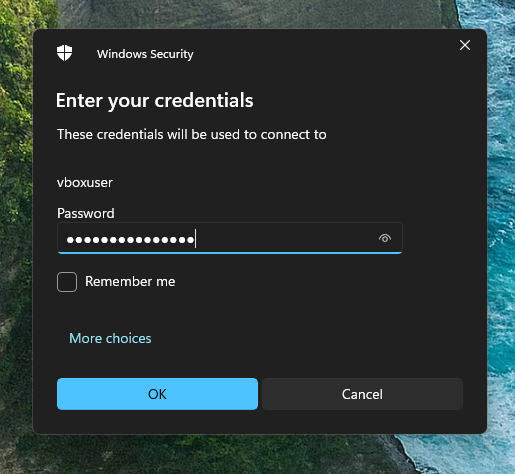 Windows Security
Enter your credentials
These credentials will be used to connect to
vboxuser
Password
●●●●●●●●●●●●●●●
Remember me
More choices
OK
Cancel